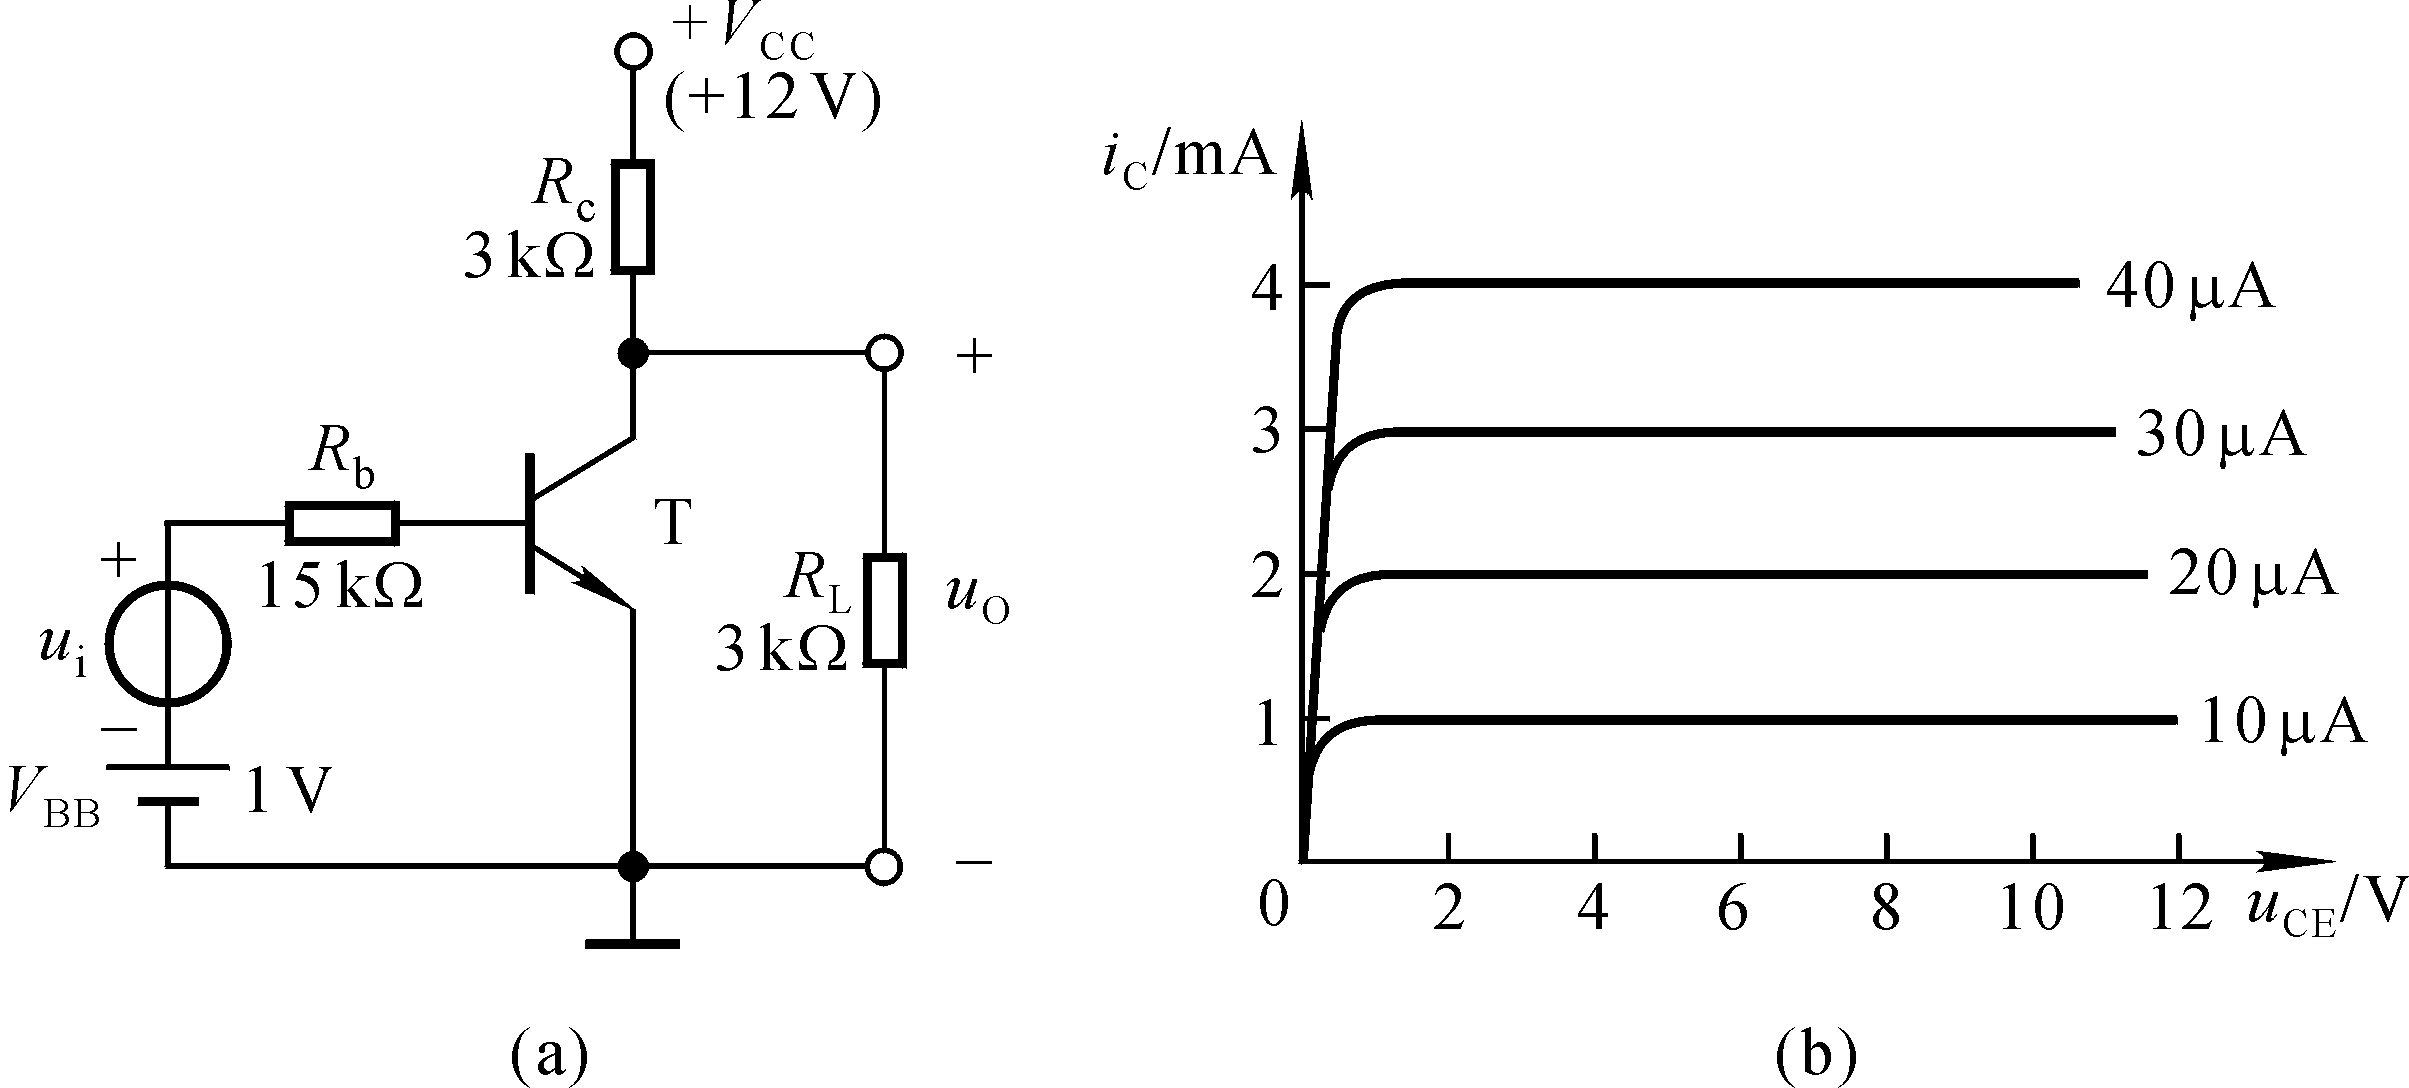 +V_CC
(+12 V)
R_c
3 kΩ
+
R_b
T
15 kΩ
+
u_i
−
R_L
3 kΩ
u_O
V_BB
1 V
−
(a)
i_C/mA
4
40 μA
3
30 μA
2
20 μA
1
10 μA
0
2
4
6
8
10
12
u_CE/V
(b)